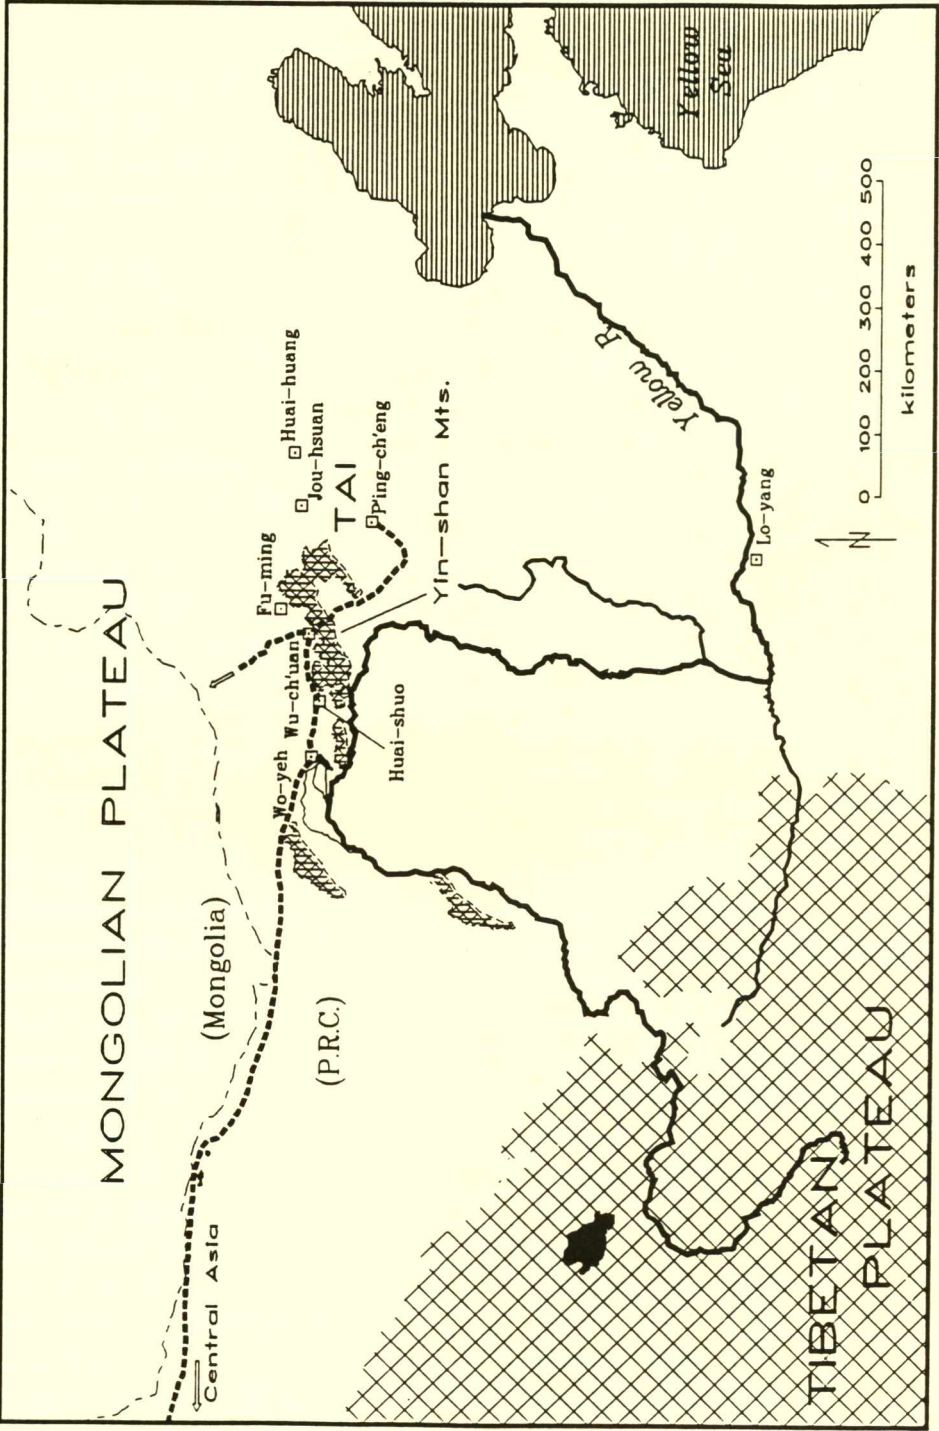 MONGOLIAN PLATEAU
(Mongolia)
(P.R.C.)
Central Asia
Wo-yeh
Wu-ch'uan
Fu-ming
Jou-hsuan
Huai-huang
TAI
P'ing-ch'eng
Yin-shan Mts.
Huai-shuo
Yellow R
Yellow
Sea
Lo-yang
TIBETAN
PLATEAU
N
0 100 200 300 400 500
kilometers